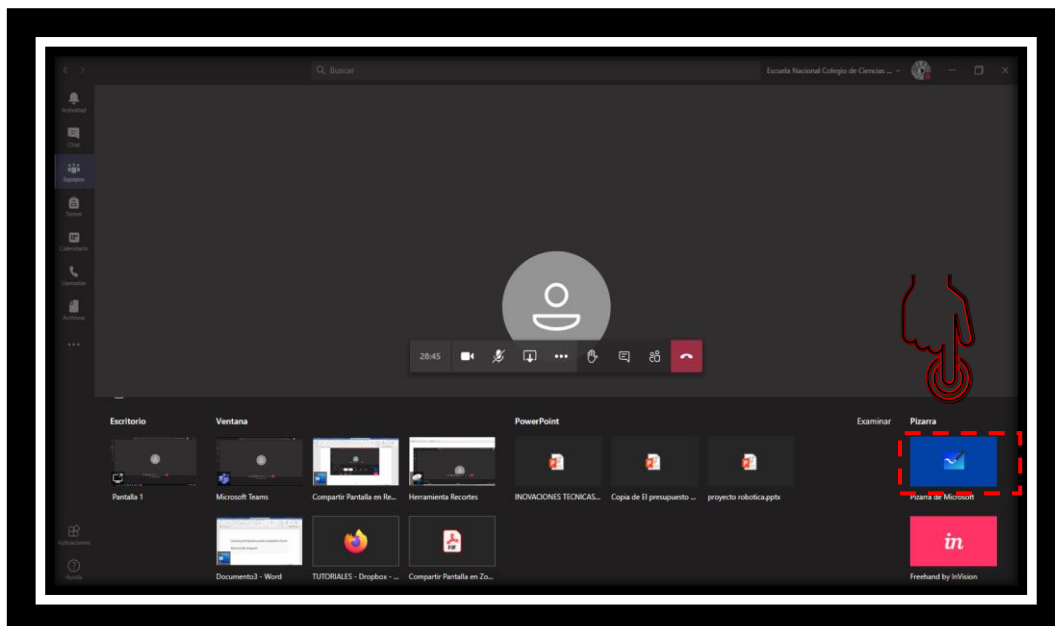 Buscar
Escuela Nacional Colegio de Ciencias ...
Actividad
Chat
Equipos
Tareas
Calendario
Llamadas
Archivos
28:45
Escritorio
Ventana
PowerPoint
Examinar
Pizarra
Pantalla 1
Microsoft Teams
Compartir Pantalla en Re...
Herramienta Recortes
INOVACIONES TECNICAS...
Copia de El presupuesto ...
proyecto robotica.pptx
Pizarra de Microsoft
PDF
in
Aplicaciones
Ayuda
Documento3 - Word
TUTORIALES - Dropbox - ...
Compartir Pantalla en Zo...
Freehand by InVision